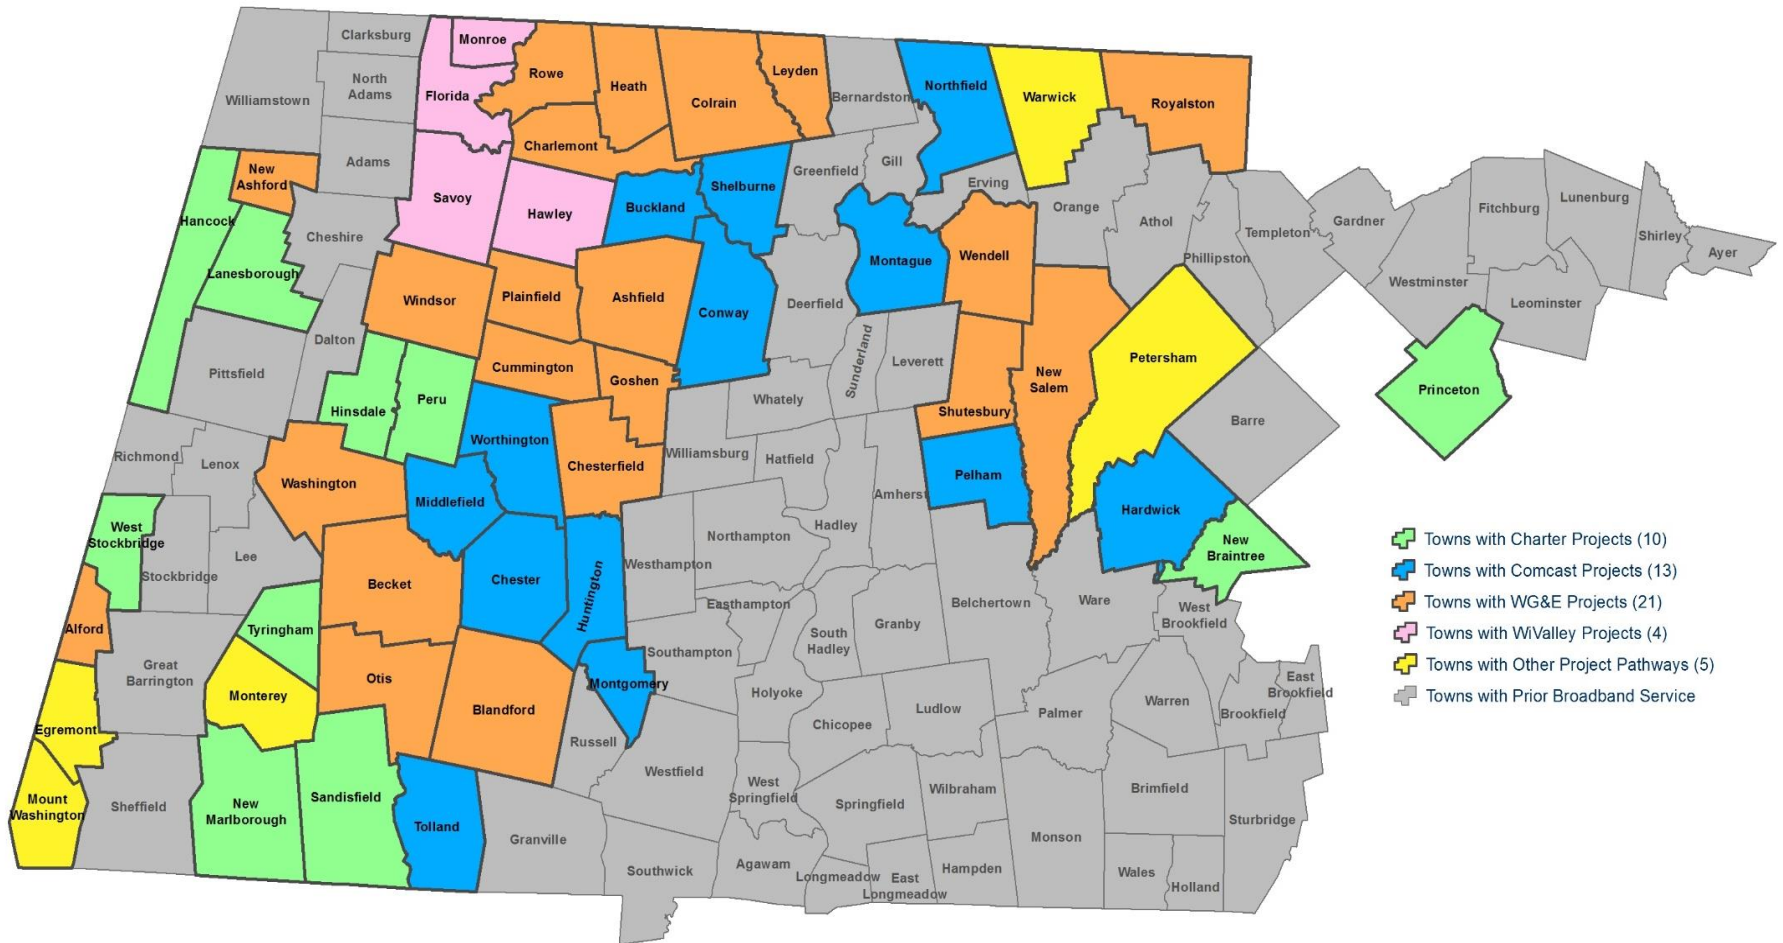 Clarksburg
Monroe
North
Adams
Williamstown
Florida
Rowe
Heath
Colrain
Leyden
Bernardston
Northfield
Warwick
Royalston
Adams
Charlemont
New
Ashford
Savoy
Hawley
Buckland
Shelburne
Greenfield
Gill
Erving
Orange
Athol
Phillipston
Templeton
Gardner
Westminster
Fitchburg
Lunenburg
Shirley
Ayer
Leominster
Hancock
Cheshire
Lanesborough
Windsor
Plainfield
Ashfield
Conway
Deerfield
Montague
Wendell
Dalton
Pittsfield
Cummington
Goshen
Sunderland
Leverett
New
Salem
Petersham
Princeton
Hinsdale
Peru
Worthington
Whately
Shutesbury
Barre
Richmond
Lenox
Washington
Middlefield
Chesterfield
Williamsburg
Hatfield
Amherst
Pelham
Hardwick
West
Stockbridge
Stockbridge
Lee
Becket
Chester
Huntington
Westhampton
Northampton
Hadley
New
Braintree
Alford
Tyringham
Easthampton
South
Hadley
Granby
Belchertown
Ware
West
Brookfield
Great
Barrington
Monterey
Otis
Blandford
Montgomery
Southampton
Holyoke
Chicopee
Ludlow
Palmer
Warren
Brookfield
East
Brookfield
Egremont
Russell
Westfield
Mount
Washington
Sheffield
New
Marlborough
Sandisfield
Tolland
Granville
Southwick
West
Springfield
Agawam
Springfield
Wilbraham
Longmeadow
East
Longmeadow
Hampden
Monson
Brimfield
Wales
Holland
Sturbridge
Towns with Charter Projects (10)
Towns with Comcast Projects (13)
Towns with WG&E Projects (21)
Towns with WiValley Projects (4)
Towns with Other Project Pathways (5)
Towns with Prior Broadband Service